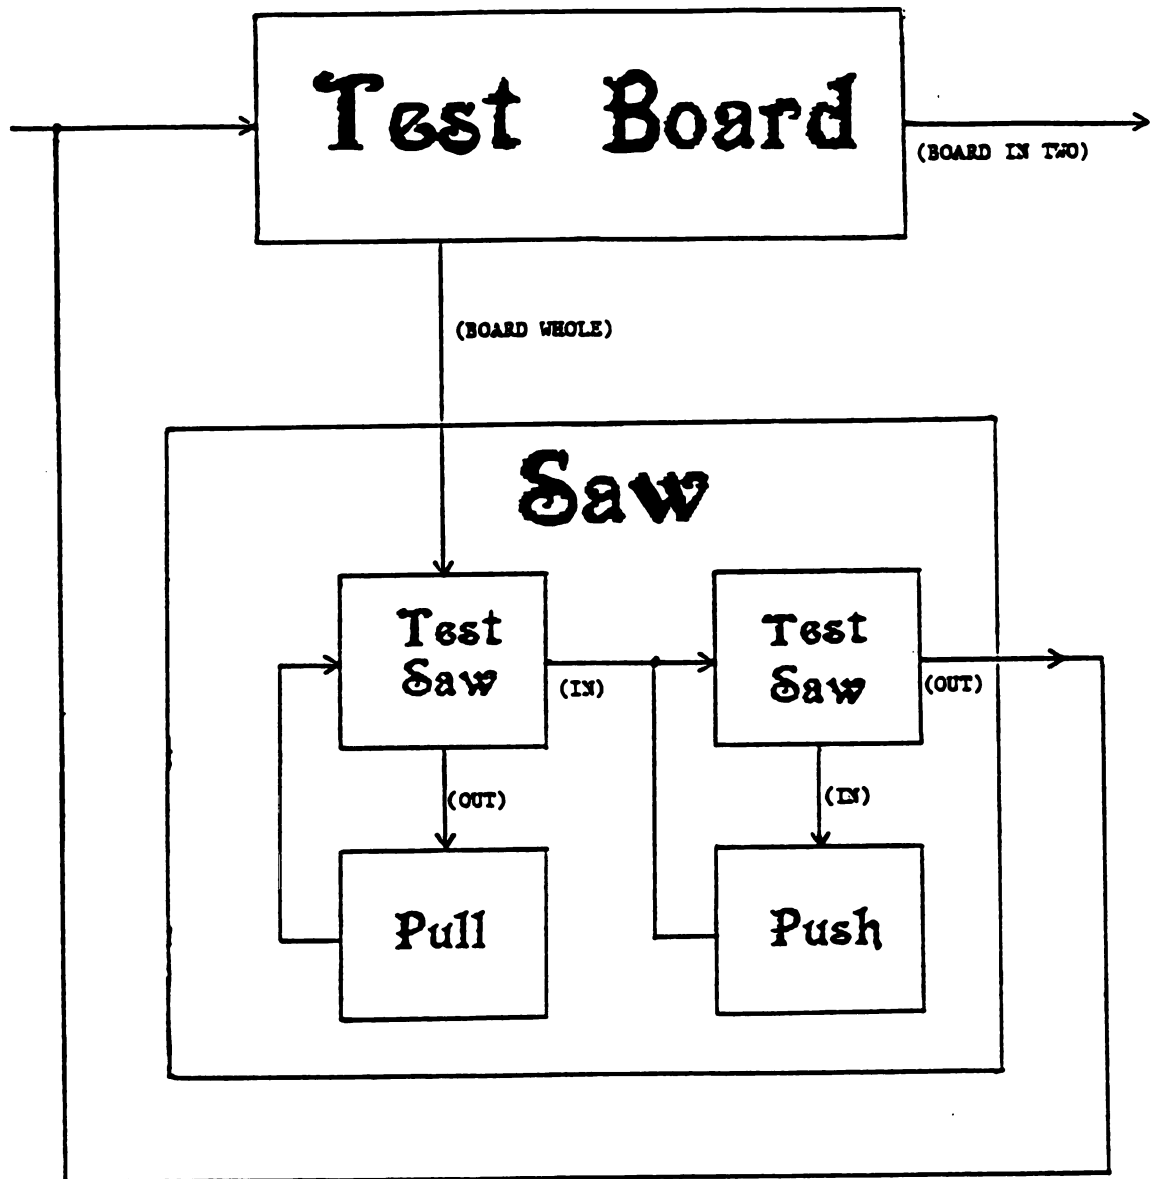 Test Board
(BOARD IN TWO)
(BOARD WHOLE)
Saw
Test
Saw
(IN)
Test
Saw
(OUT)
(OUT)
(IN)
Pull
Push